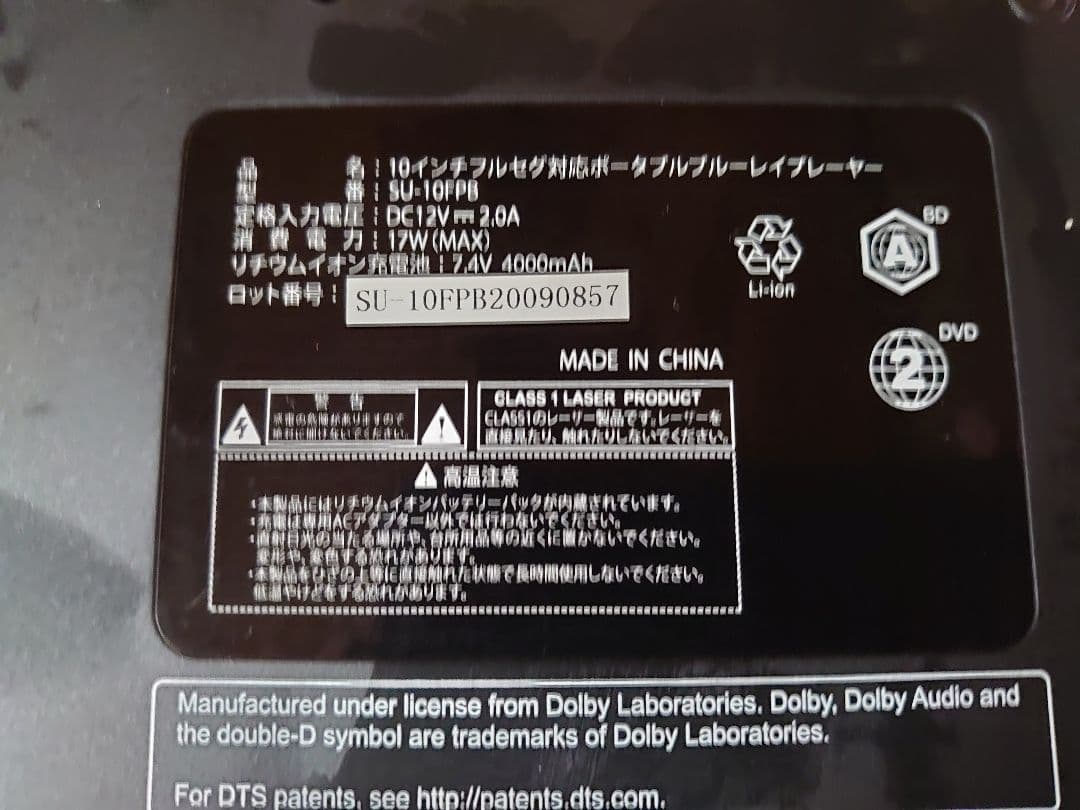 品名：10インチフルセグ対応ポータブルブルーレイプレーヤー
型番：SU-10FPB
定格入力電圧：DC12V⎓2.0A
消費電力：17W(MAX)
リチウムイオン充電池：7.4V 4000mAh
ロット番号：SU-10FPB20090857
Li-ion
BD
A
DVD
2
MADE IN CHINA
警告
感電の危険がありますので
CLASS 1 LASER PRODUCT
CLASS1のレーザー製品です。レーザーを
直接見たり、触れたりしないでください。
高温注意
・本製品にはリチウムイオンバッテリーパックが内蔵されています。
・充電は専用ACアダプター以外では行わないでください。
・直射日光の当たる場所や、台所用品等の近くに置かないでください。
変形や、変色する恐れがあります。
・本製品をひざの上等に直接触れた状態で長時間使用しないでください。
低温やけどをする恐れがあります。
Manufactured under license from Dolby Laboratories. Dolby, Dolby Audio and
the double-D symbol are trademarks of Dolby Laboratories.
For DTS patents, see http://patents.dts.com.